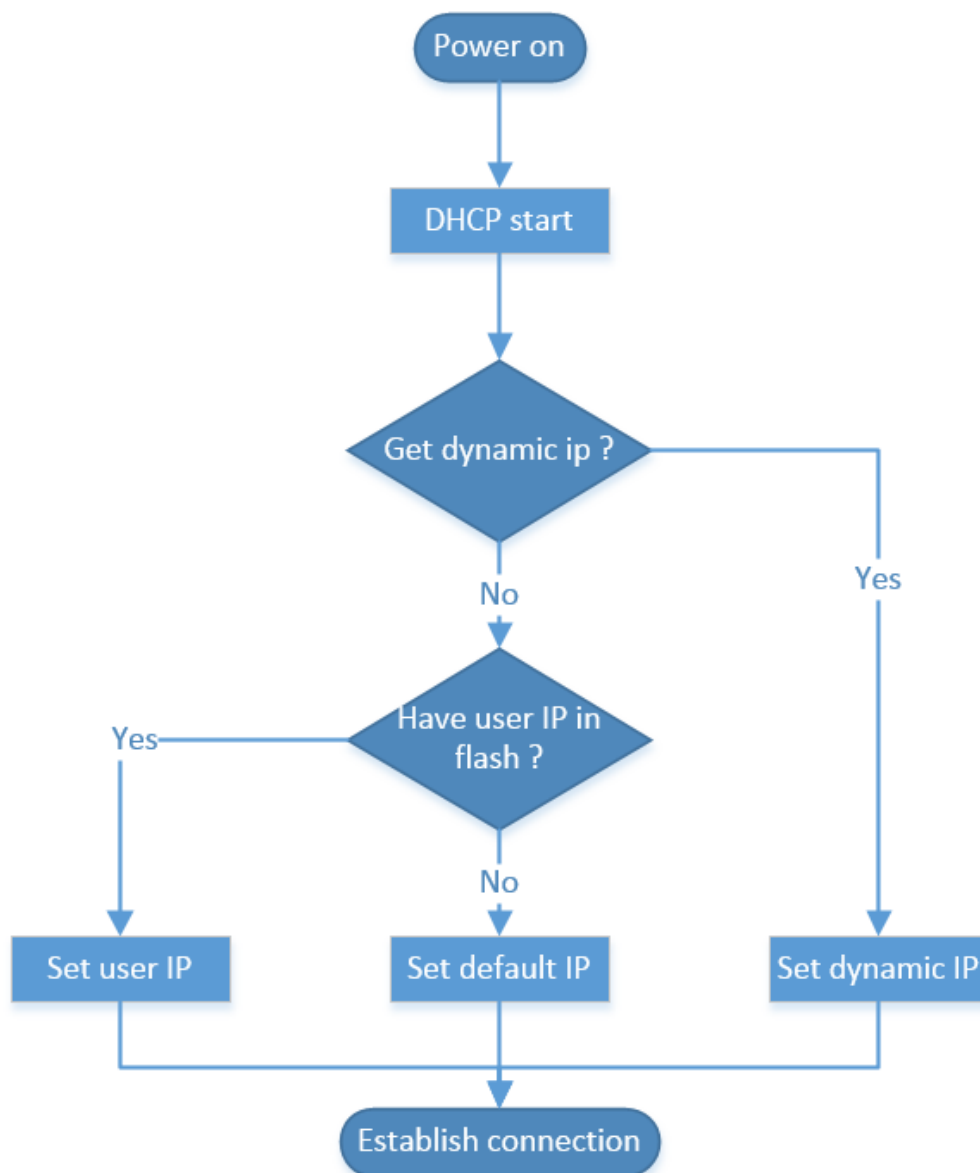 Power on
DHCP start
Get dynamic ip ?
No
Yes
Have user IP in
flash ?
Yes
No
Set user IP
Set default IP
Set dynamic IP
Establish connection